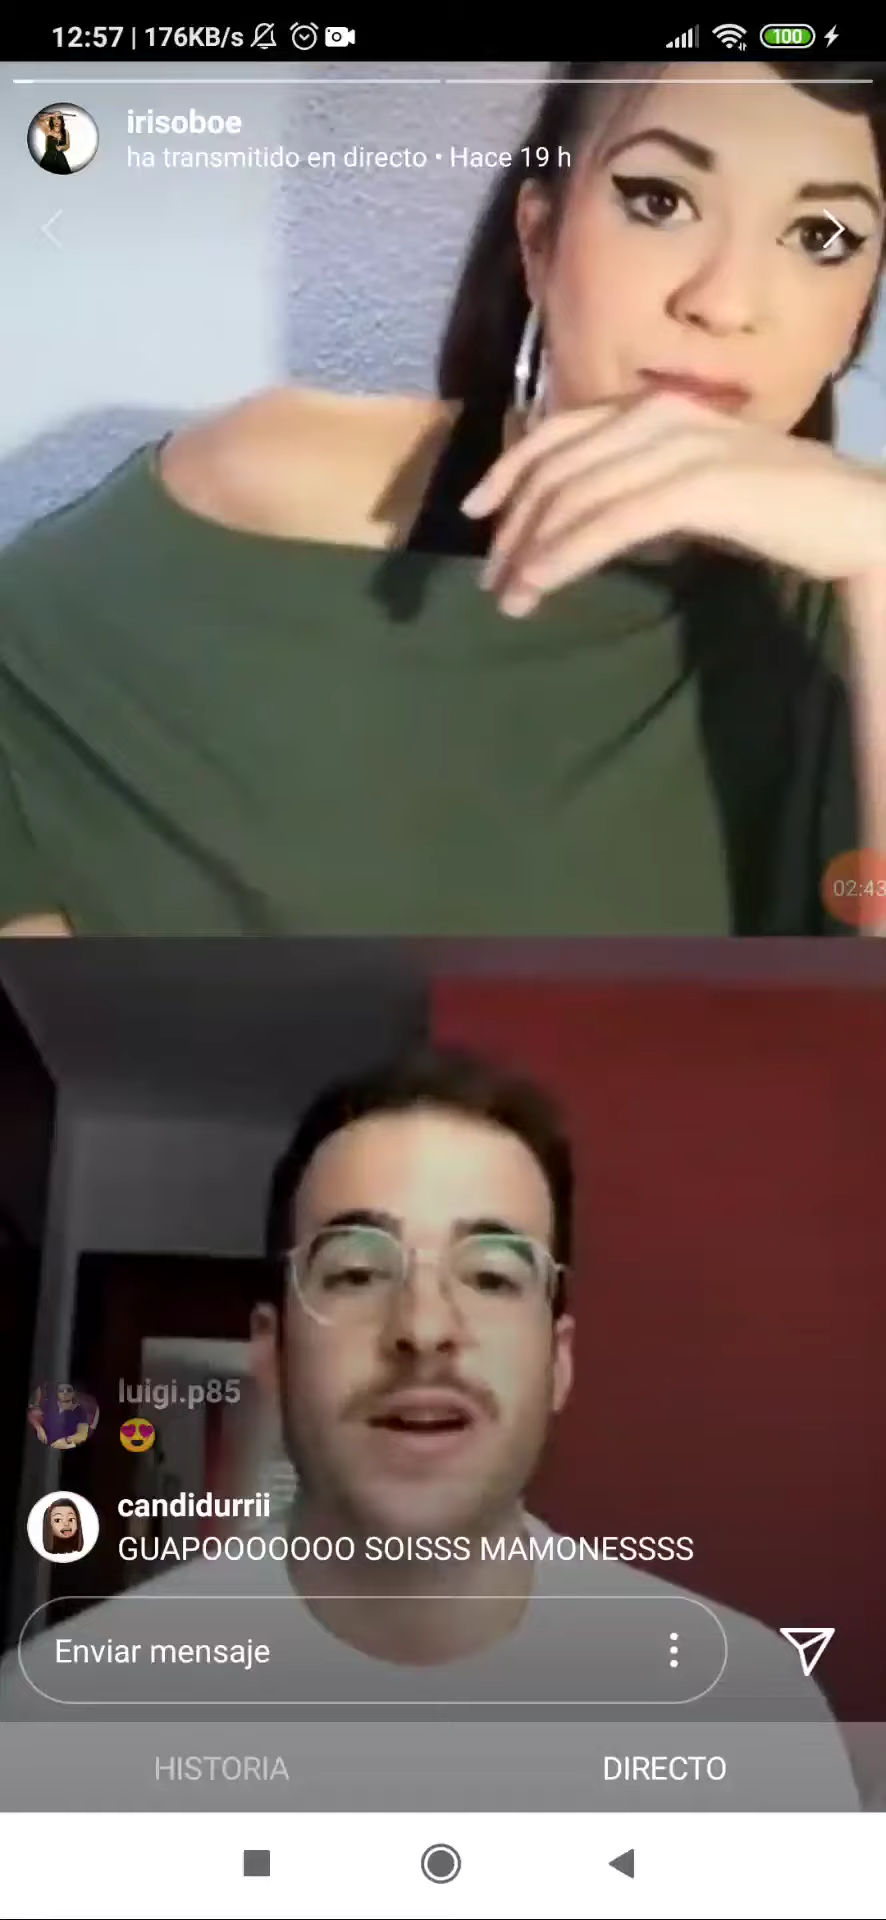 12:57 | 176KB/s
100
irisoboe
ha transmitido en directo • Hace 19 h
02:43
luigi.p85
😍
candidurrii
GUAPOOOOOOO SOISSS MAMONESSSS
Enviar mensaje
HISTORIA
DIRECTO